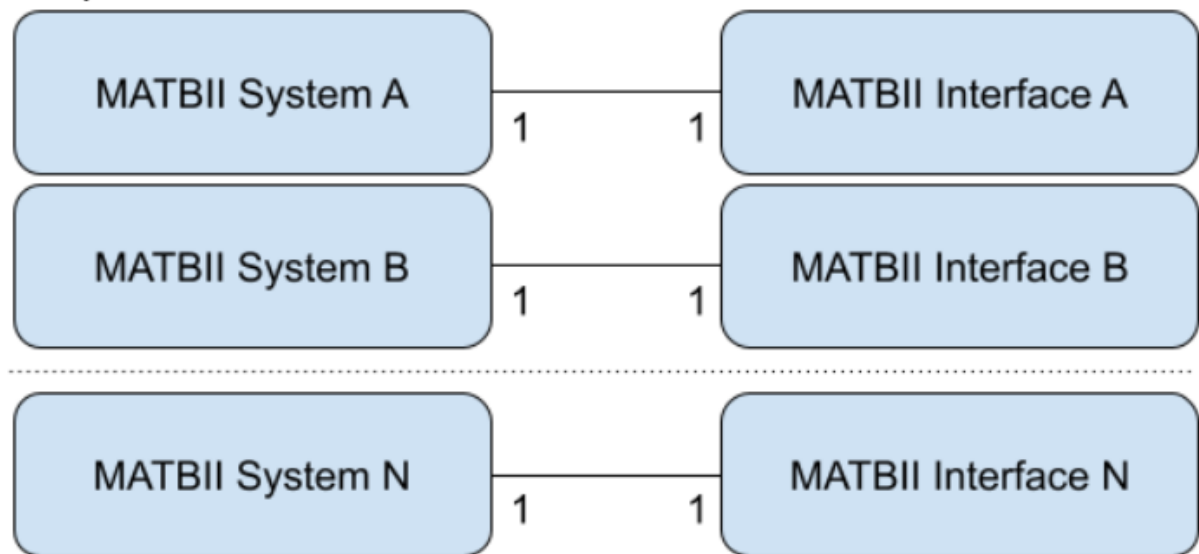 MATBII System A 1 1 MATBII Interface A
MATBII System B 1 1 MATBII Interface B
MATBII System N 1 1 MATBII Interface N